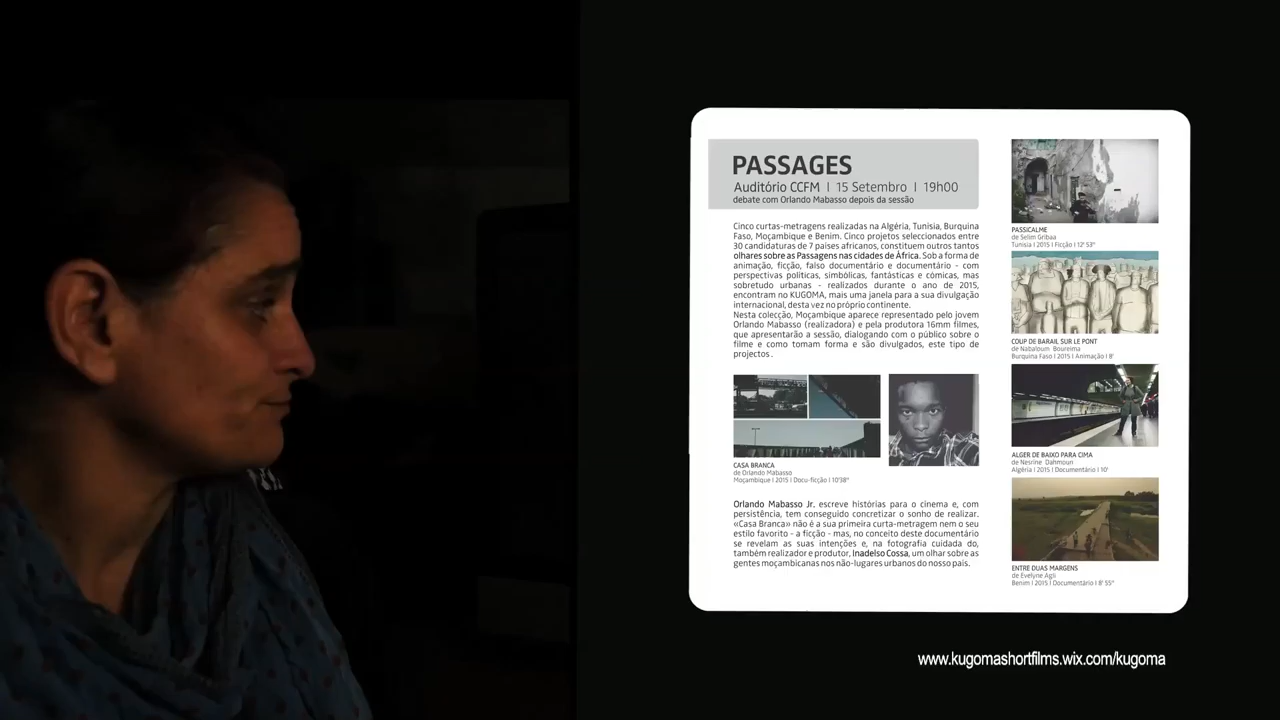 PASSAGES
Auditório CCFM I 15 Setembro I 19h00
debate com Orlando Mabasso depois da sessão
Cinco curtas-metragens realizadas na Algéria, Tunisia, Burquina
Faso, Moçambique e Benim. Cinco projetos seleccionados entre
30 candidaturas de 7 paises africanos, constituem outros tantos
olhares sobre as Passagens nas cidades de África. Sob a forma de
animação, ficção, falso documentário e documentário - com
perspectivas politicas, simbólicas, fantásticas e cómicas, mas
sobretudo urbanas - realizados durante o ano de 2015,
encontram no KUGOMA, mais uma janela para a sua divulgação
internacional, desta vez no próprio continente.
Nesta colecção, Moçambique aparece representado pelo jovem
Orlando Mabasso (realizadora) e pela produtora 16mm filmes,
que apresentarão a sessão, dialogando com o público sobre o
filme e como tomam forma e são divulgados, este tipo de
projectos .
CASA BRANCA
de Orlando Mabasso
Moçambique I 2015 I Docu-ficção I 10'38"
Orlando Mabasso Jr, escreve histórias para o cinema e, com
persistência, tem conseguido concretizar o sonho de realizar.
«Casa Branca» não é a sua primeira curta-metragem nem o seu
estilo favorito - a ficção - mas, no conceito deste documentário
se revelam as suas intenções e, na fotografia cuidada do,
também realizador e produtor, Inadelso Cossa, um olhar sobre as
gentes moçambicanas nos não-lugares urbanos do nosso pais.
PASSICALME
de Selim Gribaa
Tunisia I 2015 I Ficção I 12' 53"
COUP DE BARAIL SUR LE PONT
de Nabaloum Boureima
Burquina Faso I 2015 I Animação I 8'
ALGER DE BAIXO PARA CIMA
de Nesrine Dahmoun
Algéria I 2015 I Documentário I 10'
ENTRE DUAS MARGENS
de Evelyne Agli
Benim I 2015 I Documentário I 8' 55"
www.kugomashortfilms.wix.com/kugoma